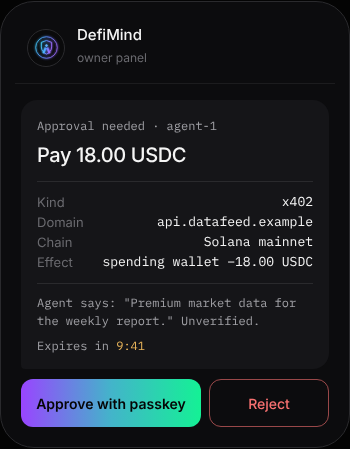 DefiMind
owner panel
Approval needed · agent-1
Pay 18.00 USDC
Kind x402
Domain api.datafeed.example
Chain Solana mainnet
Effect spending wallet −18.00 USDC
Agent says: "Premium market data for
the weekly report." Unverified.
Expires in 9:41
Approve with passkey Reject